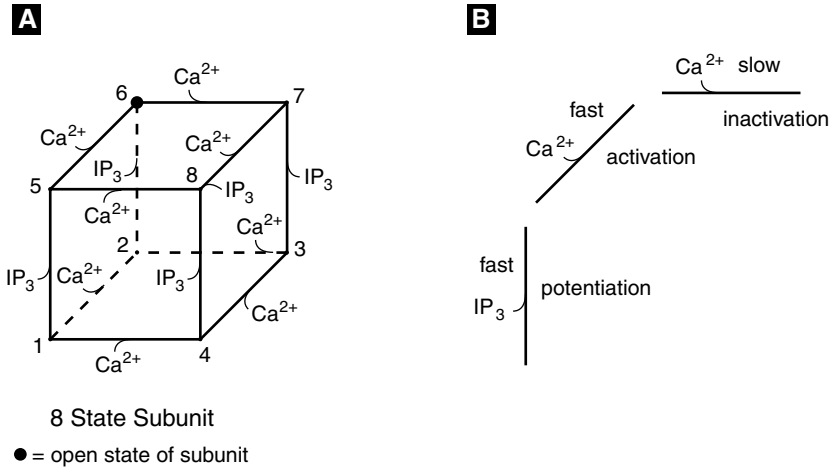 A
B
Ca2+
6
7
Ca2+
Ca2+
IP3
IP3
5
8
IP3
Ca2+
Ca2+
2
3
IP3
Ca2+
IP3
Ca2+
1
4
Ca2+
8 State Subunit
● = open state of subunit
Ca2+ slow
inactivation
fast
Ca2+
activation
fast
IP3
potentiation